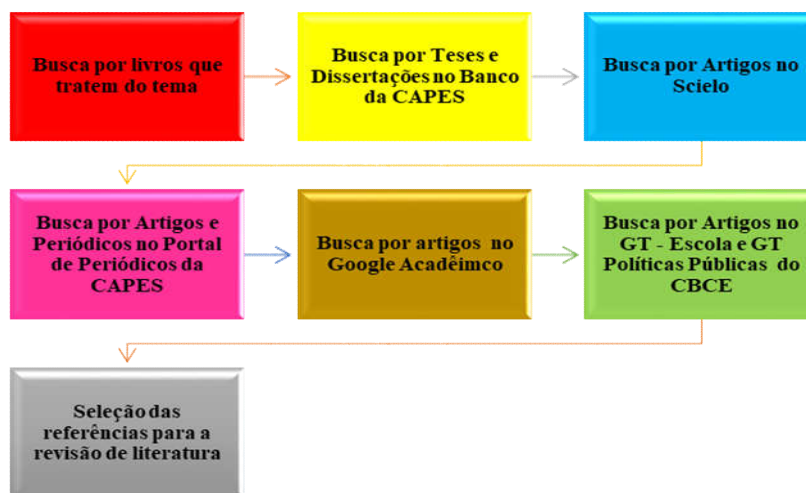 Busca por livros que
tratem do tema
Busca por Teses e
Dissertações no Banco
da CAPES
Busca por Artigos no
Scielo
Busca por Artigos e
Periódicos no Portal
de Periódicos da
CAPES
Busca por artigos no
Google Acadêimco
Busca por Artigos no
GT - Escola e GT
Políticas Públicas do
CBCE
Seleção das
referências para a
revisão de literatura